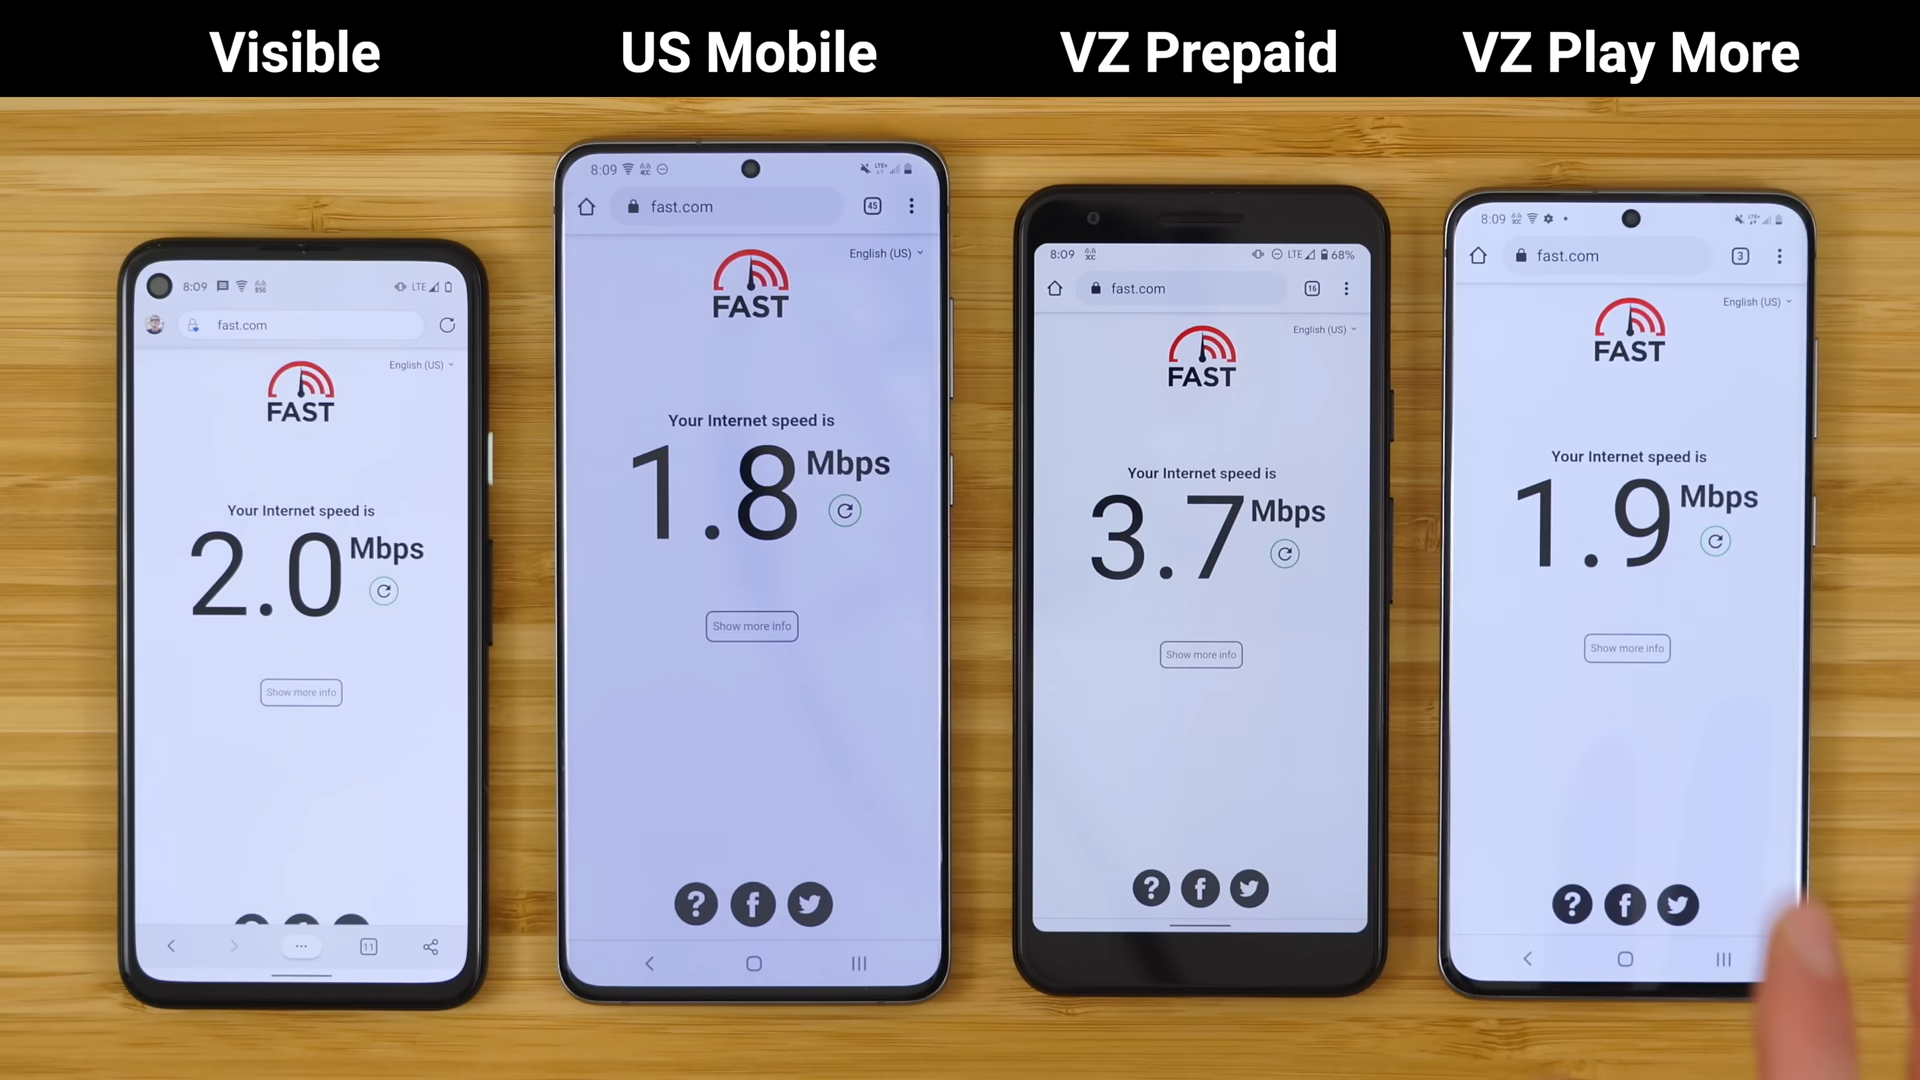 Visible
US Mobile
VZ Prepaid
VZ Play More
8:09
LTE
fast.com
English (US)
FAST
Your Internet speed is
2.0 Mbps
Show more info
11
8:09
LTE+
45
fast.com
English (US)
FAST
Your Internet speed is
1.8 Mbps
Show more info
8:09
LTE 68%
fast.com
16
English (US)
FAST
Your Internet speed is
3.7 Mbps
Show more info
8:09
LTE+
fast.com
3
English (US)
FAST
Your Internet speed is
1.9 Mbps
Show more info